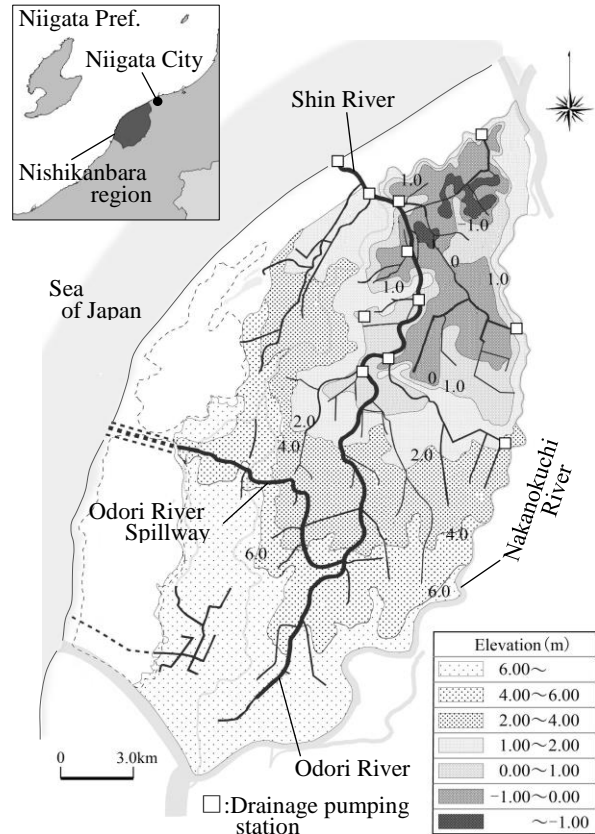 Niigata Pref.
Niigata City
Nishikanbara
region
Shin River
1.0
-1.0
0
1.0
1.0
Sea
of Japan
0
1.0
2.0
4.0
2.0
Odori River
Spillway
6.0
4.0
6.0
Nakanokuchi
River
Elevation(m)
6.00～
4.00～6.00
2.00～4.00
1.00～2.00
0.00～1.00
-1.00～0.00
～-1.00
0 3.0km
Odori River
□:Drainage pumping
station